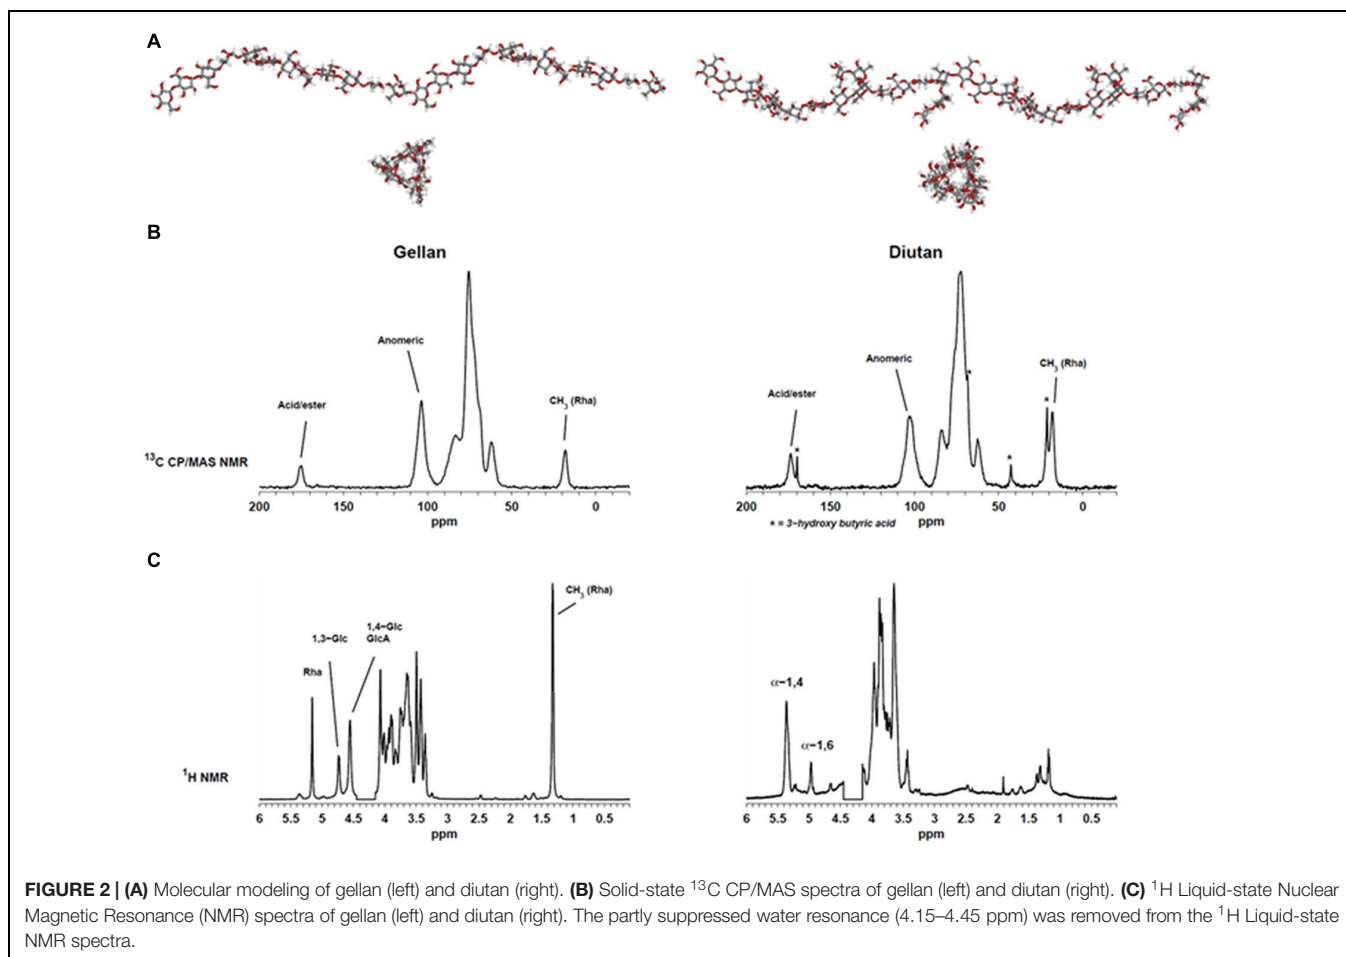 A
B
Gellan
Diutan
Anomeric
Acid/ester
CH3 (Rha)
13C CP/MAS NMR
200 150 100 50 0
ppm
Anomeric
Acid/ester
CH3 (Rha)
*
*
*
*
200 150 100 50 0
* = 3-hydroxy butyric acid
ppm
C
1H NMR
Rha
1,3-Glc
1,4-Glc
GlcA
CH3 (Rha)
6 5.5 5 4.5 4 3.5 3 2.5 2 1.5 1 0.5
ppm
α-1,4
α-1,6
6 5.5 5 4.5 4 3.5 3 2.5 2 1.5 1 0.5
ppm
FIGURE 2 | (A) Molecular modeling of gellan (left) and diutan (right). (B) Solid-state 13C CP/MAS spectra of gellan (left) and diutan (right). (C) 1H Liquid-state Nuclear
Magnetic Resonance (NMR) spectra of gellan (left) and diutan (right). The partly suppressed water resonance (4.15–4.45 ppm) was removed from the 1H Liquid-state
NMR spectra.